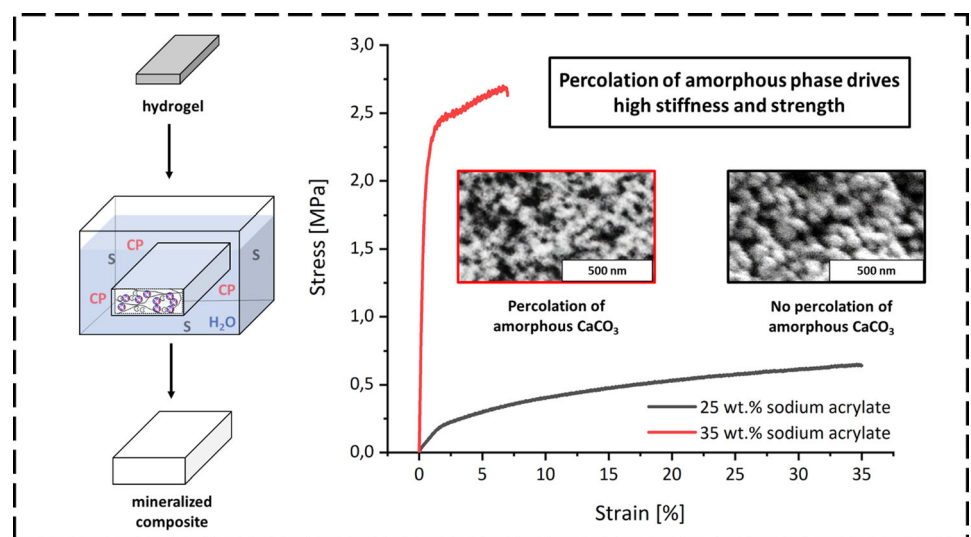 hydrogel
CP
S
S
CP
CP
S
H₂O
mineralized
composite
Percolation of amorphous phase drives
high stiffness and strength
3,0
2,5
2,0
1,5
1,0
0,5
0,0
Stress [MPa]
500 nm
500 nm
Percolation of
amorphous CaCO₃
No percolation of
amorphous CaCO₃
25 wt.% sodium acrylate
35 wt.% sodium acrylate
0 5 10 15 20 25 30 35
Strain [%]